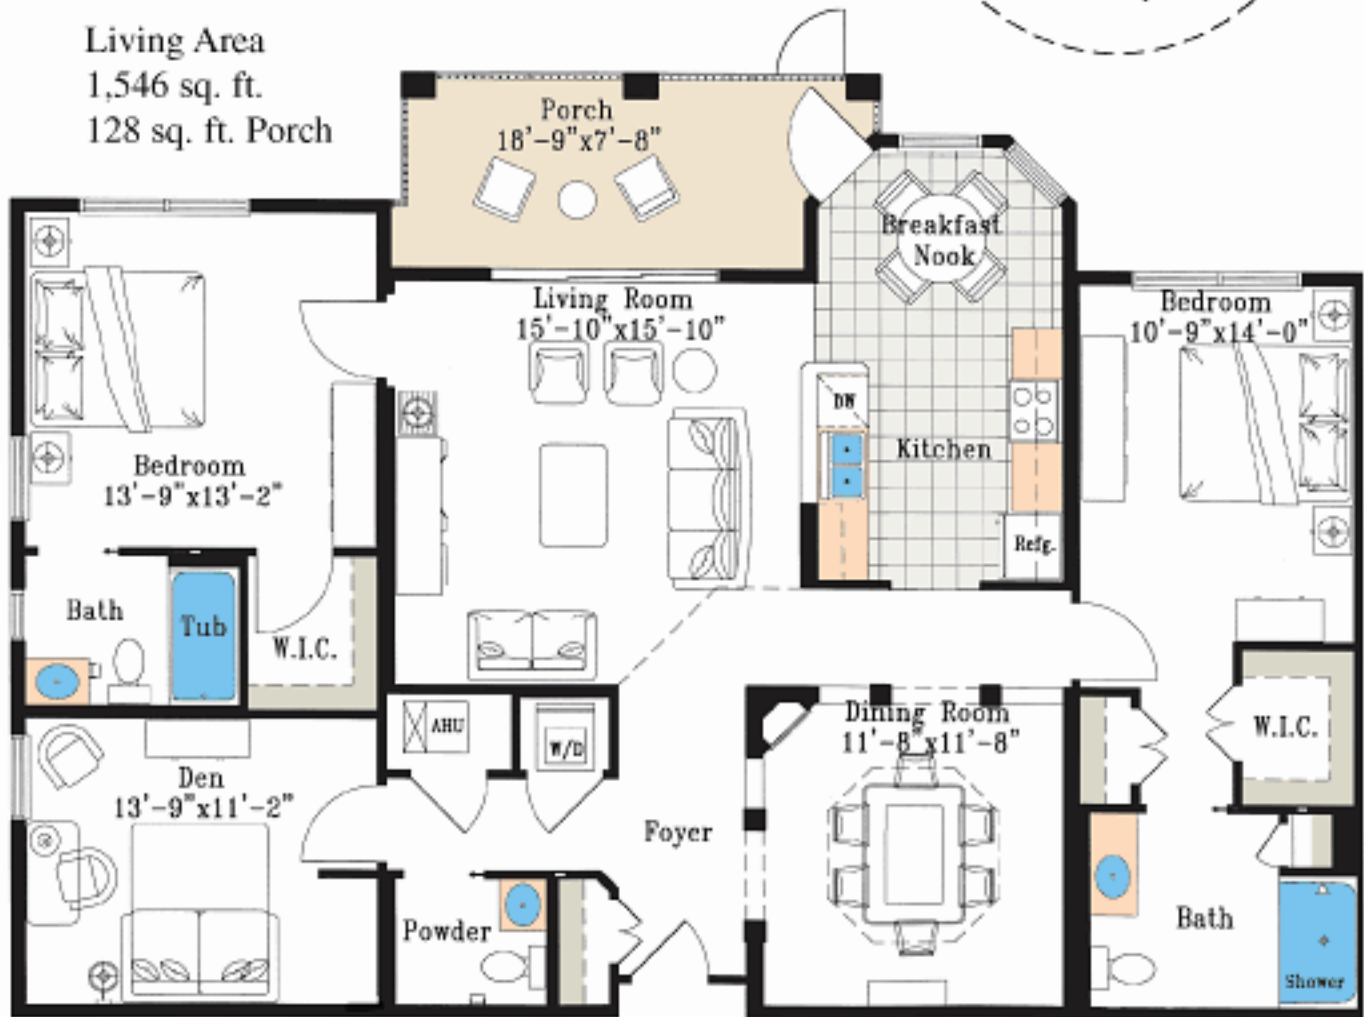 Living Area
1,546 sq. ft.
128 sq. ft. Porch
Porch
18'-9"x7'-8"
Breakfast
Nook
Living Room
15'-10"x15'-10"
Bedroom
10'-9"x14'-0"
DW
Kitchen
Bedroom
13'-9"x13'-2"
Refg.
Bath
Tub
W.I.C.
AHU
W/D
Dining Room
11'-8"x11'-8"
W.I.C.
Den
13'-9"x11'-2"
Foyer
Powder
Bath
Shower